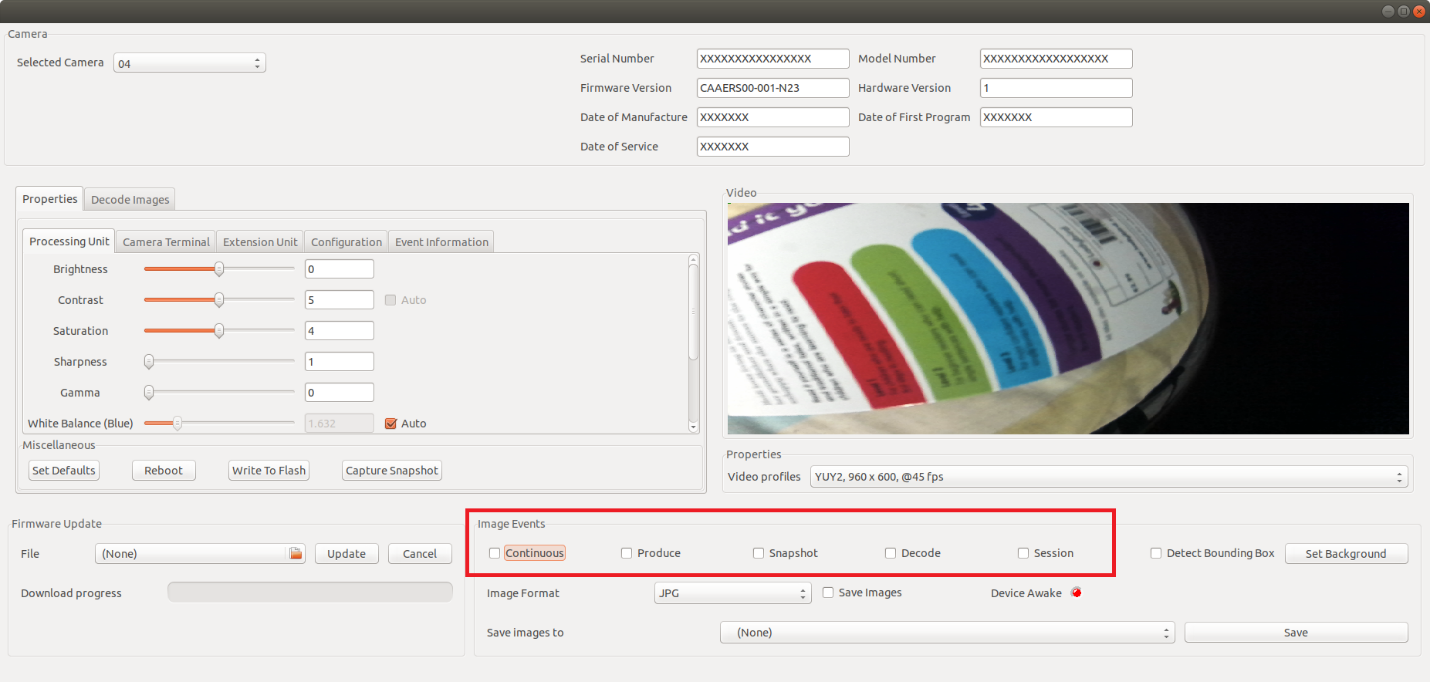 Camera
Selected Camera 04
Serial Number XXXXXXXXXXXXXXXX Model Number XXXXXXXXXXXXXXXXXX
Firmware Version CAAERS00-001-N23 Hardware Version 1
Date of Manufacture XXXXXXX Date of First Program XXXXXXX
Date of Service XXXXXXX
Properties Decode Images
Processing Unit Camera Terminal Extension Unit Configuration Event Information
Brightness 0
Contrast 5 Auto
Saturation 4
Sharpness 1
Gamma 0
White Balance (Blue) 1.632 Auto
Miscellaneous
Set Defaults Reboot Write To Flash Capture Snapshot
Video
Properties
Video profiles YUY2, 960 x 600, @45 fps
Firmware Update
File (None) Update Cancel
Download progress
Image Events
Continuous Produce Snapshot Decode Session Detect Bounding Box Set Background
Image Format JPG Save Images Device Awake
Save images to (None) Save